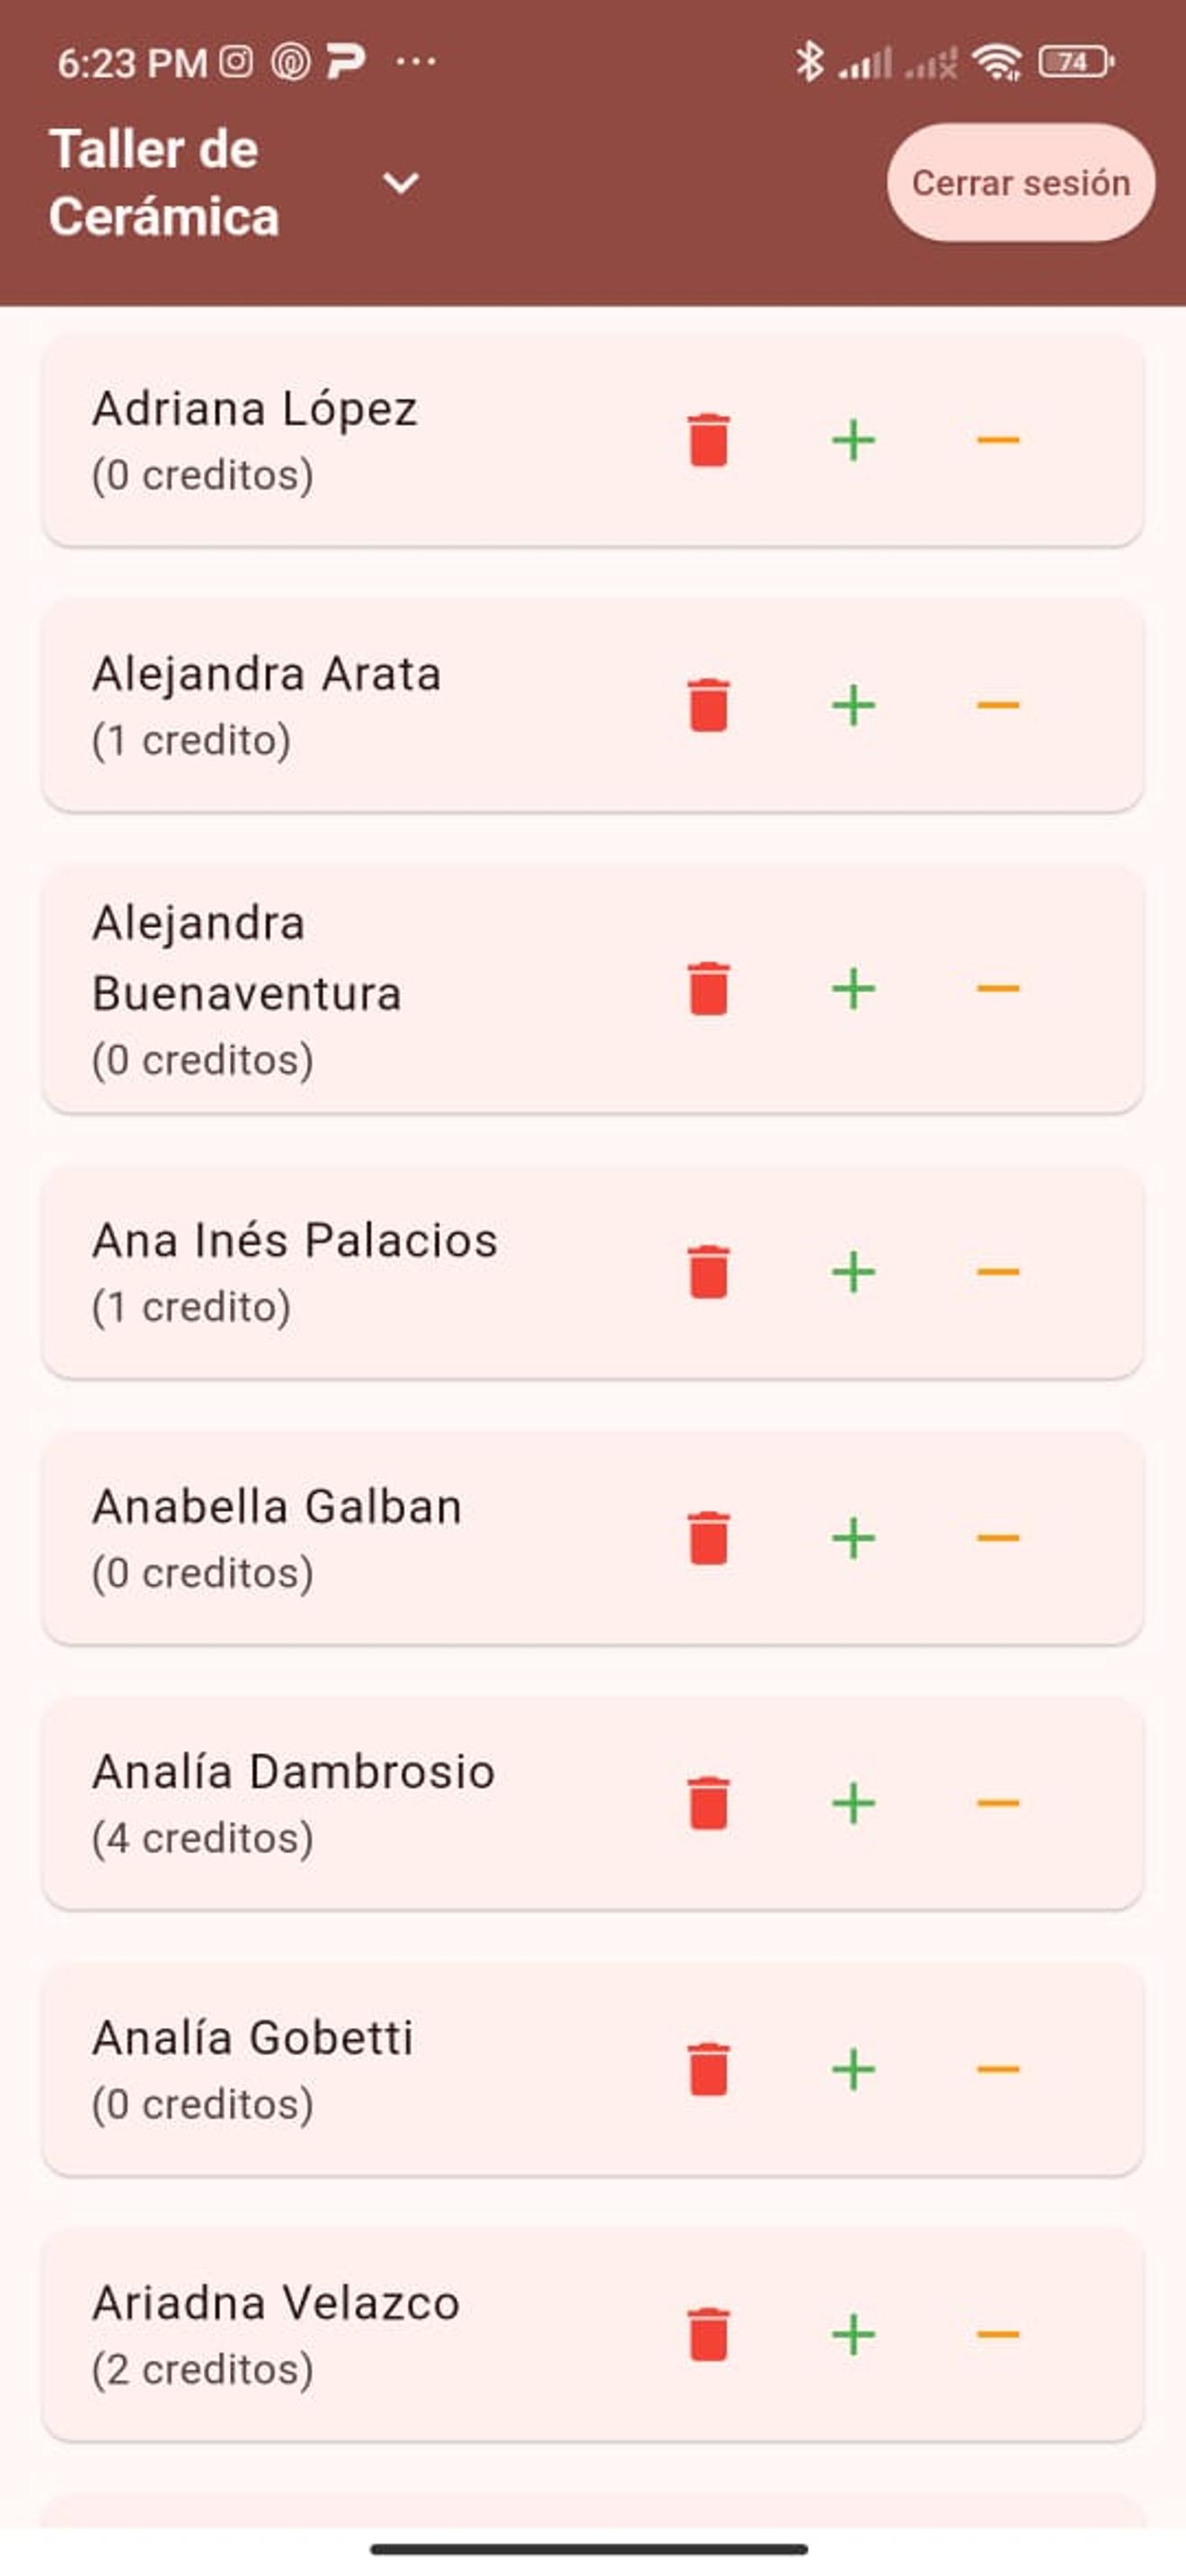 6:23 PM
74
Taller de
Cerámica
Cerrar sesión
Adriana López
(0 creditos)
Alejandra Arata
(1 credito)
Alejandra
Buenaventura
(0 creditos)
Ana Inés Palacios
(1 credito)
Anabella Galban
(0 creditos)
Analía Dambrosio
(4 creditos)
Analía Gobetti
(0 creditos)
Ariadna Velazco
(2 creditos)